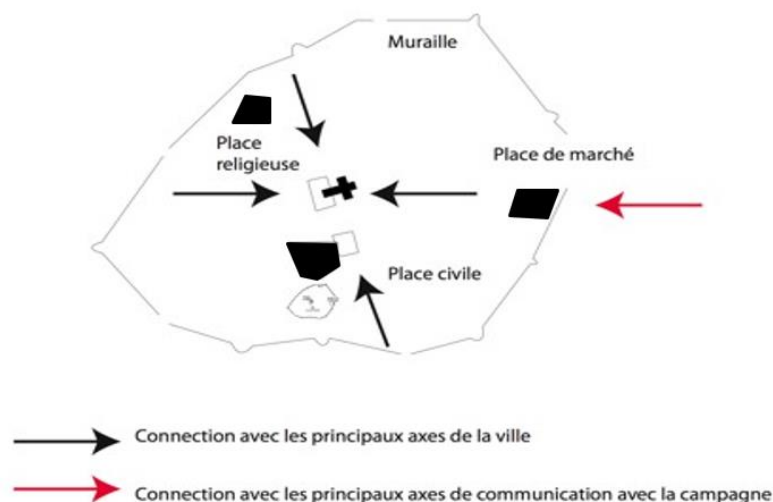 Muraille
Place
religieuse
Place de marché
Place civile
Connection avec les principaux axes de la ville
Connection avec les principaux axes de communication avec la campagne